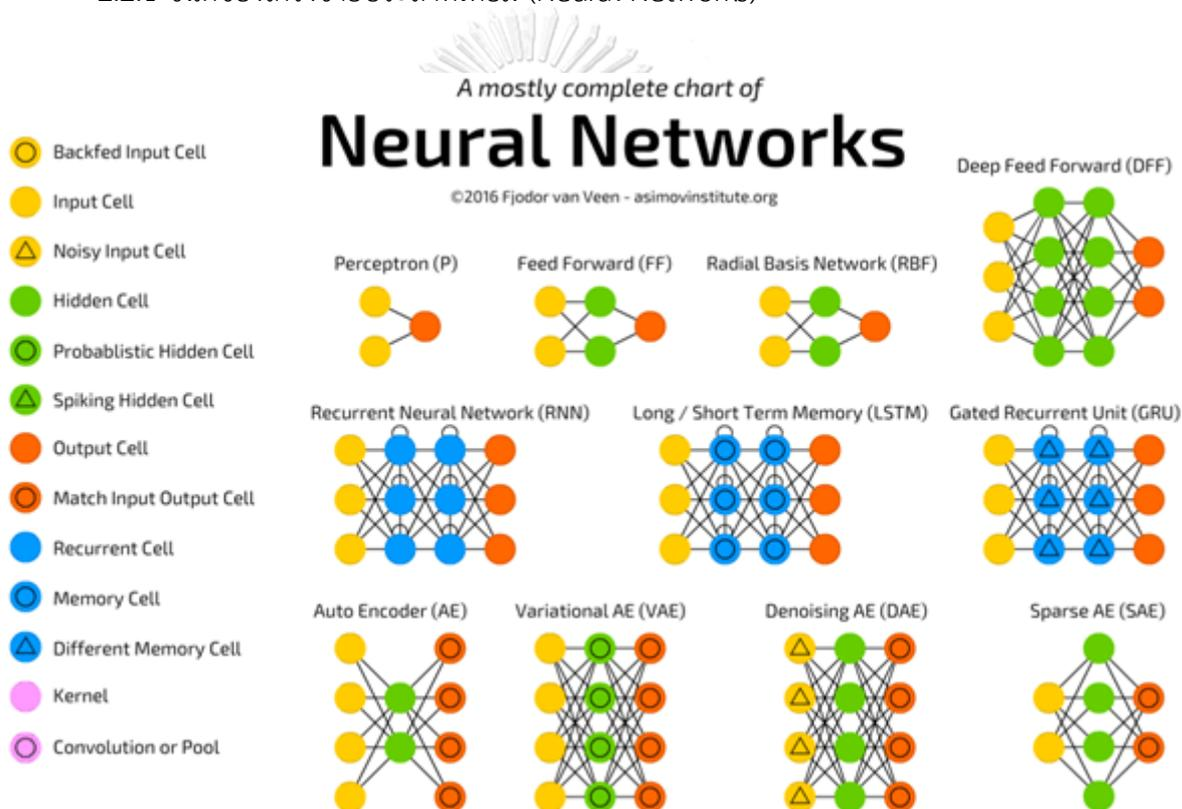 A mostly complete chart of
Neural Networks
©2016 Fjodor van Veen - asimovinstitute.org
Backfed Input Cell
Input Cell
Noisy Input Cell
Hidden Cell
Probablistic Hidden Cell
Spiking Hidden Cell
Output Cell
Match Input Output Cell
Recurrent Cell
Memory Cell
Different Memory Cell
Kernel
Convolution or Pool
Deep Feed Forward (DFF)
Perceptron (P)
Feed Forward (FF)
Radial Basis Network (RBF)
Recurrent Neural Network (RNN)
Long / Short Term Memory (LSTM)
Gated Recurrent Unit (GRU)
Auto Encoder (AE)
Variational AE (VAE)
Denoising AE (DAE)
Sparse AE (SAE)